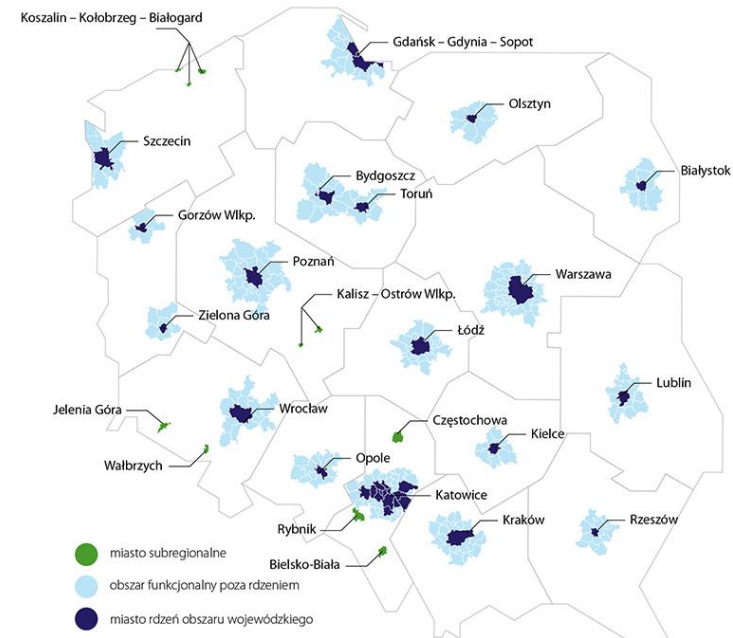 Koszalin – Kołobrzeg – Białogard
Gdańsk – Gdynia – Sopot
Olsztyn
Szczecin
Białystok
Bydgoszcz
Toruń
Gorzów Wlkp.
Poznań
Warszawa
Kalisz – Ostrów Wlkp.
Zielona Góra
Łódź
Lublin
Jelenia Góra
Wrocław
Częstochowa
Kielce
Wałbrzych
Opole
Katowice
Rybnik
Kraków
Rzeszów
Bielsko-Biała
miasto subregionalne
obszar funkcjonalny poza rdzeniem
miasto rdzeń obszaru wojewódzkiego